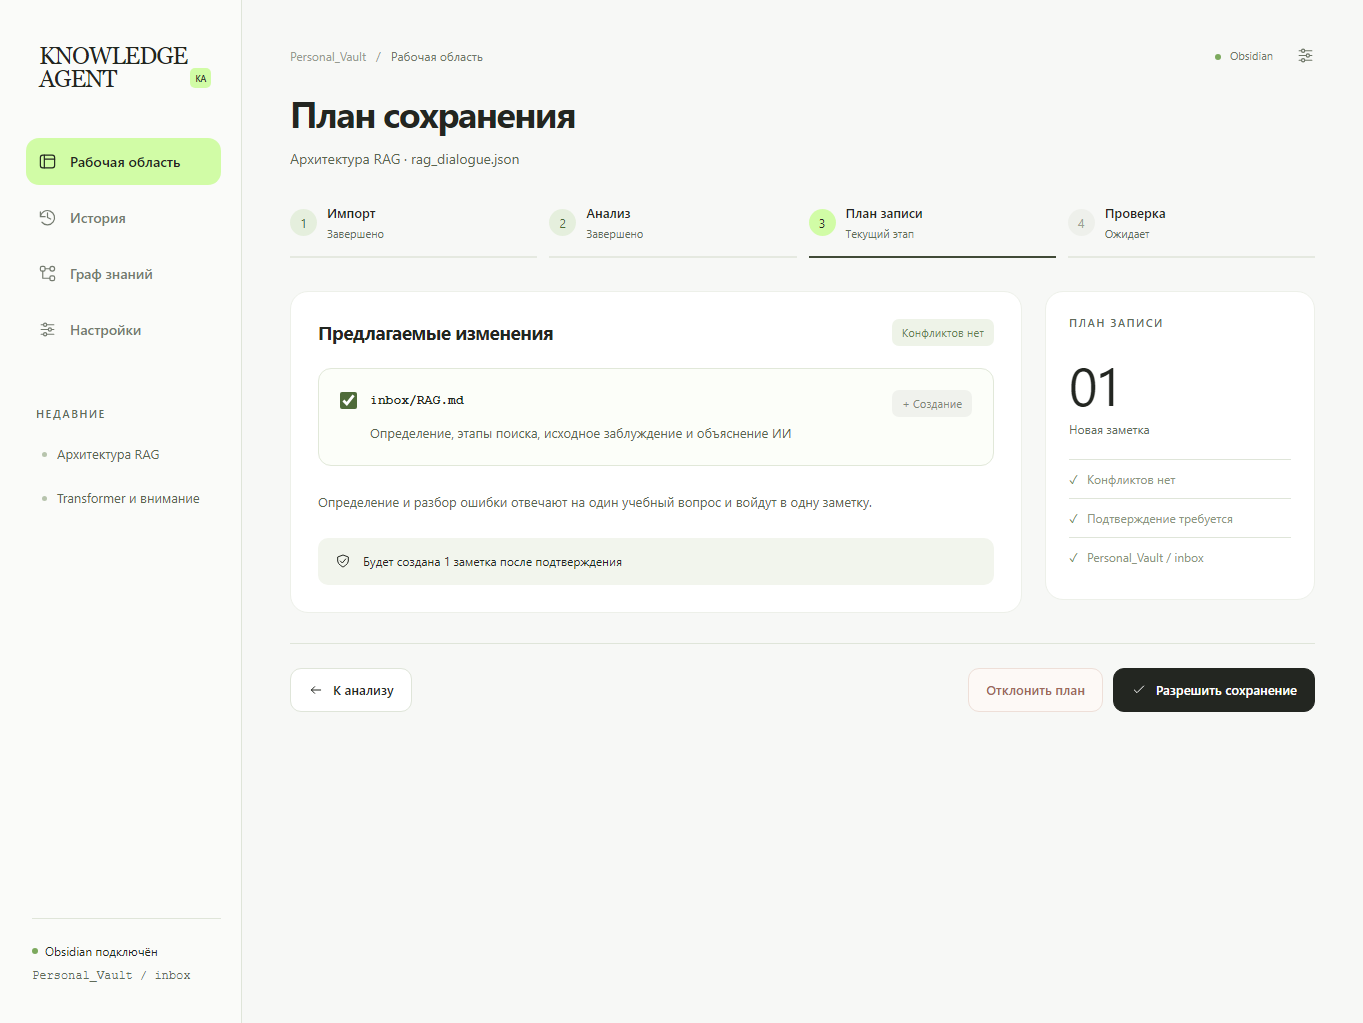 KNOWLEDGE
AGENT
KA
Рабочая область
История
Граф знаний
Настройки
НЕДАВНИЕ
Архитектура RAG
Transformer и внимание
Obsidian подключён
Personal_Vault / inbox
Personal_Vault / Рабочая область
Obsidian
План сохранения
Архитектура RAG · rag_dialogue.json
1
Импорт
Завершено
2
Анализ
Завершено
3
План записи
Текущий этап
4
Проверка
Ожидает
Предлагаемые изменения
Конфликтов нет
inbox/RAG.md
+ Создание
Определение, этапы поиска, исходное заблуждение и объяснение ИИ
Определение и разбор ошибки отвечают на один учебный вопрос и войдут в одну заметку.
Будет создана 1 заметка после подтверждения
ПЛАН ЗАПИСИ
01
Новая заметка
✓ Конфликтов нет
✓ Подтверждение требуется
✓ Personal_Vault / inbox
← К анализу
Отклонить план
✓ Разрешить сохранение